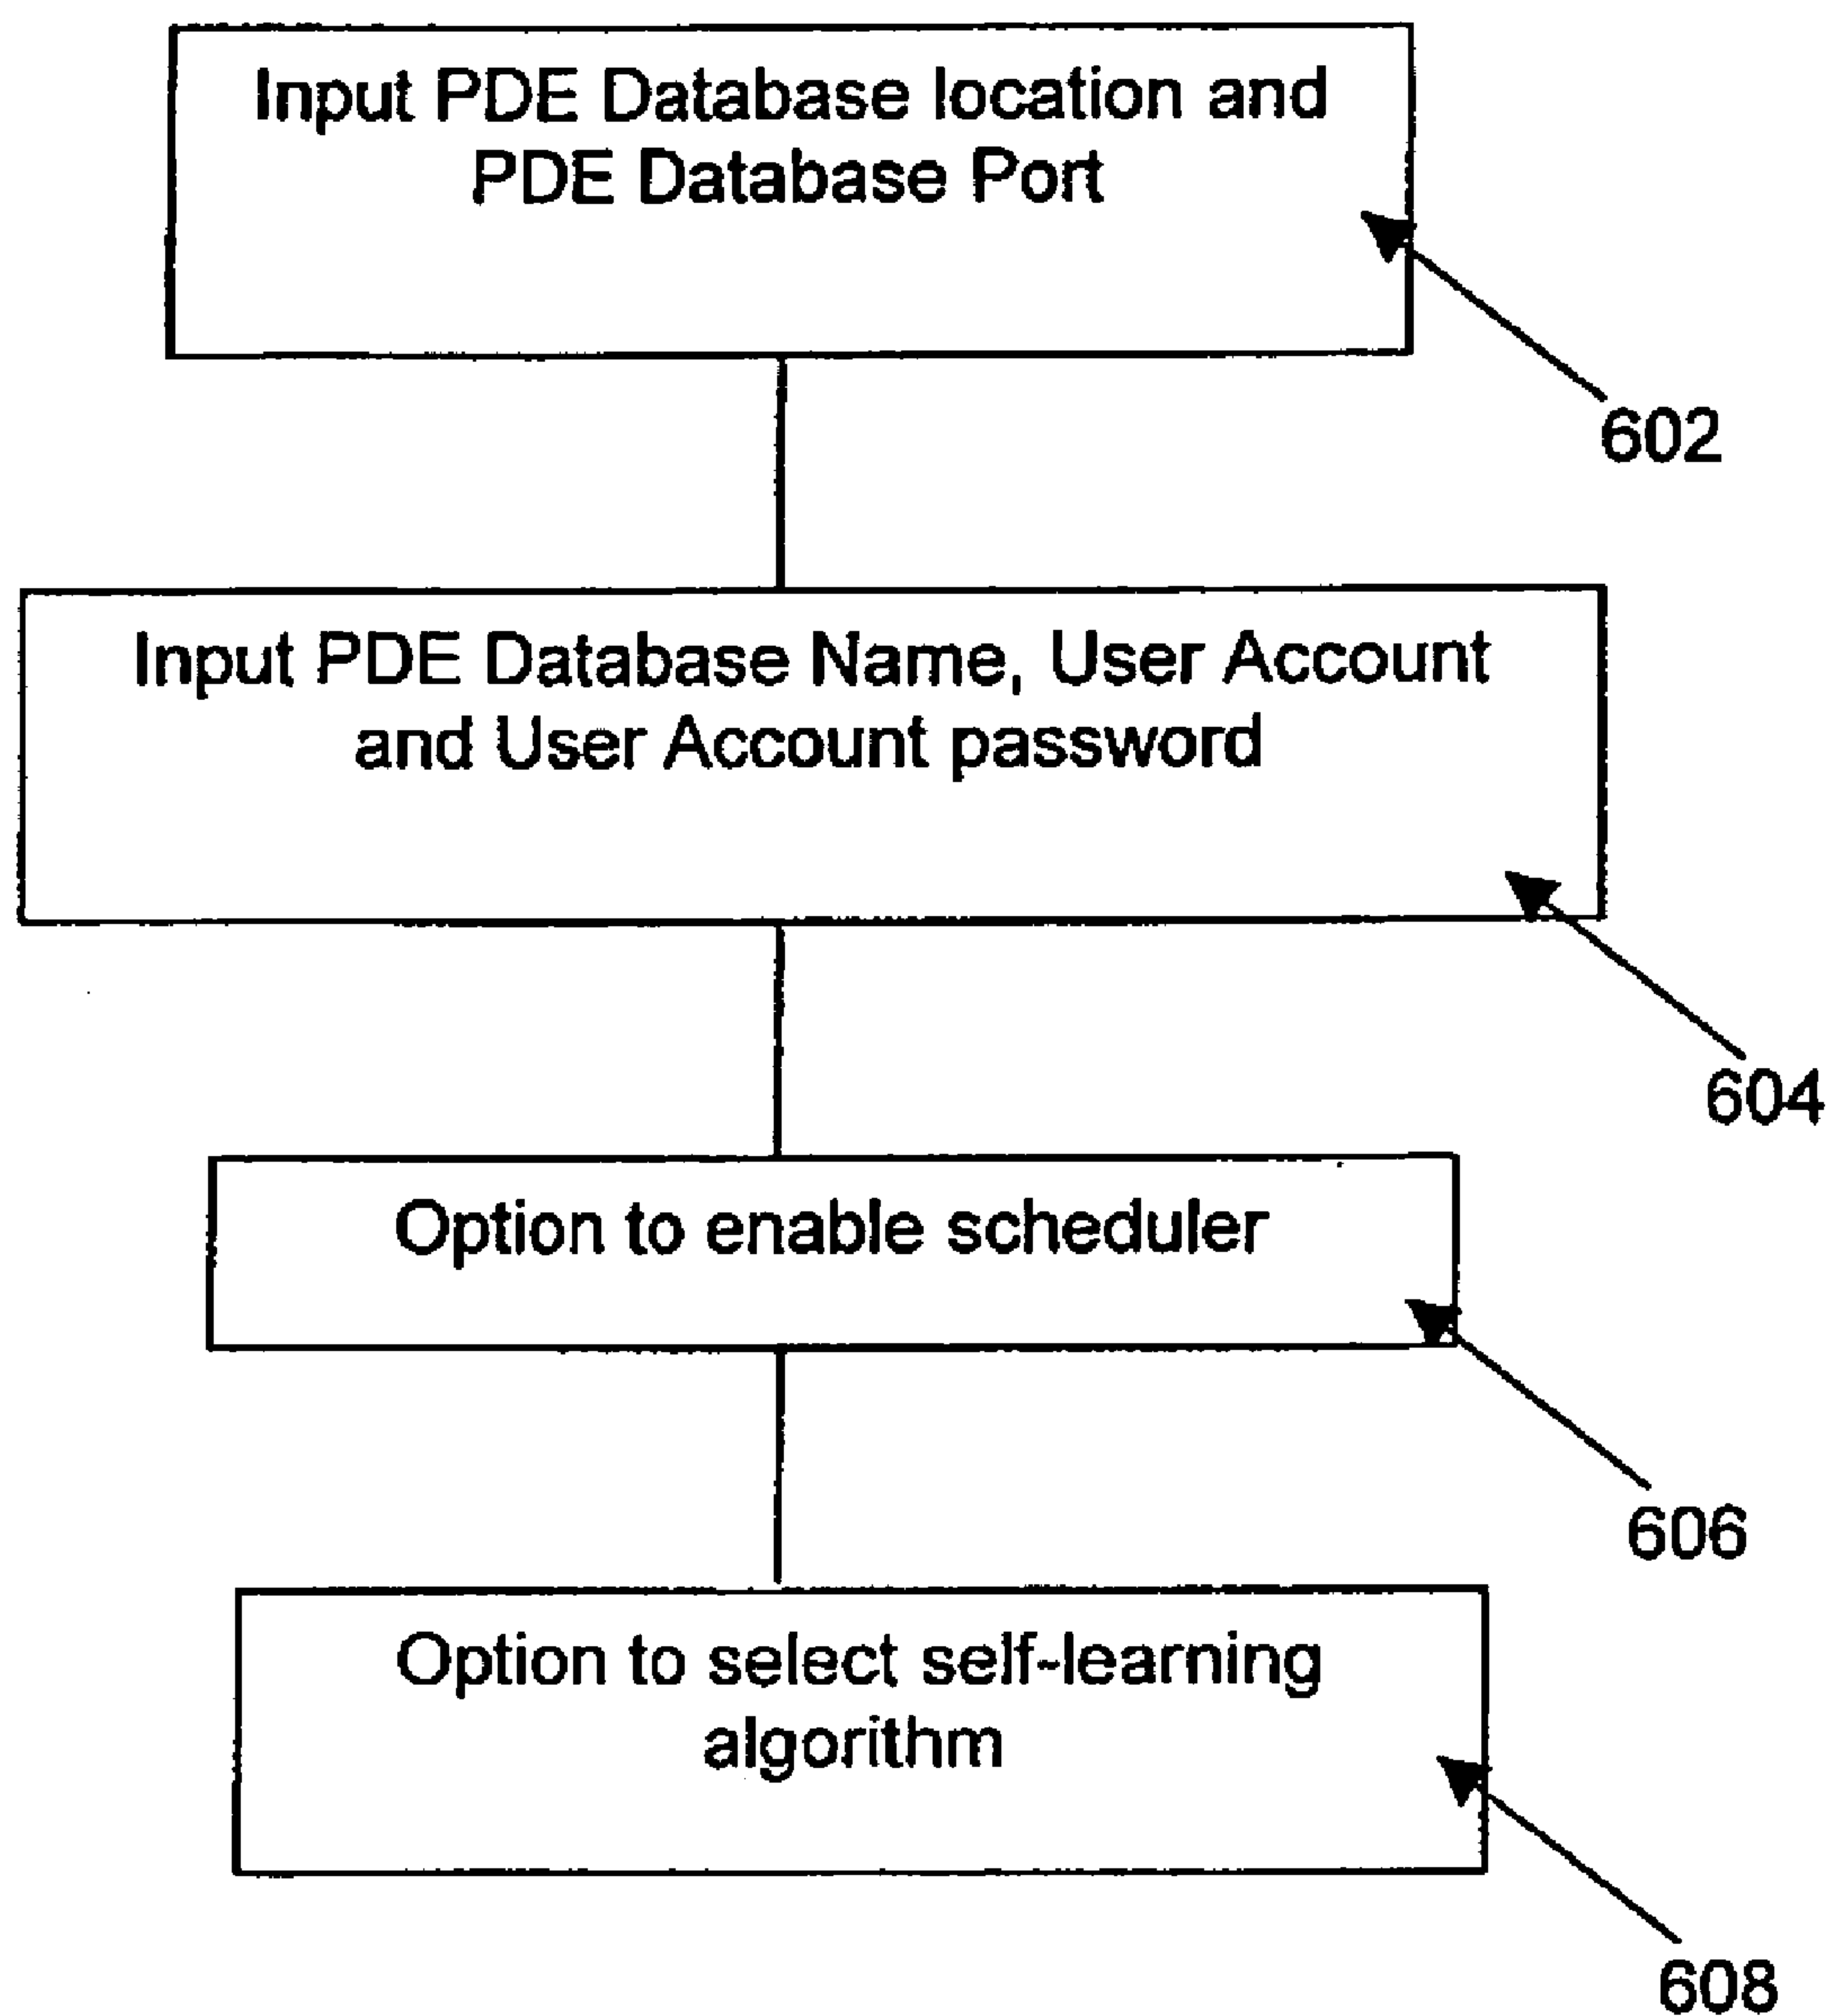 Input PDE Database location and
PDE Database Port
602
Input PDE Database Name, User Account
and User Account password
604
Option to enable scheduler
606
Option to select self-learning
algorithm
608